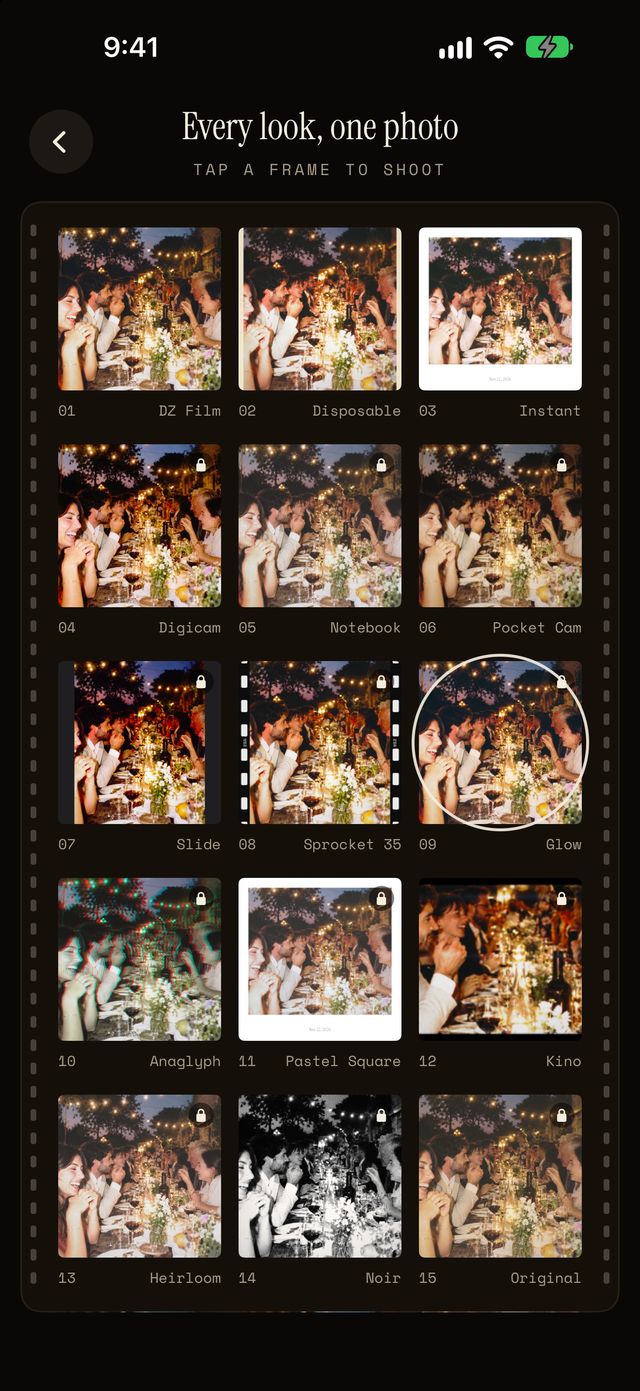 9:41
Every look, one photo
TAP A FRAME TO SHOOT
01 DZ Film
02 Disposable
03 Instant
04 Digicam
05 Notebook
06 Pocket Cam
07 Slide
08 Sprocket 35
09 Glow
10 Anaglyph
11 Pastel Square
12 Kino
13 Heirloom
14 Noir
15 Original